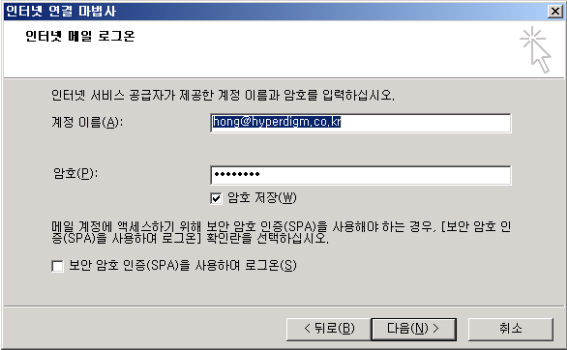 인터넷 연결 마법사
인터넷 메일 로그온
인터넷 서비스 공급자가 제공한 계정 이름과 암호를 입력하십시오.
계정 이름(A): hong@hyperdigm.co.kr
암호(P): ••••••••
암호 저장(W)
메일 계정에 액세스하기 위해 보안 암호 인증(SPA)을 사용해야 하는 경우, [보안 암호 인
증(SPA)을 사용하여 로그온] 확인란을 선택하십시오.
보안 암호 인증(SPA)을 사용하여 로그온(S)
< 뒤로(B) 다음(N) > 취소